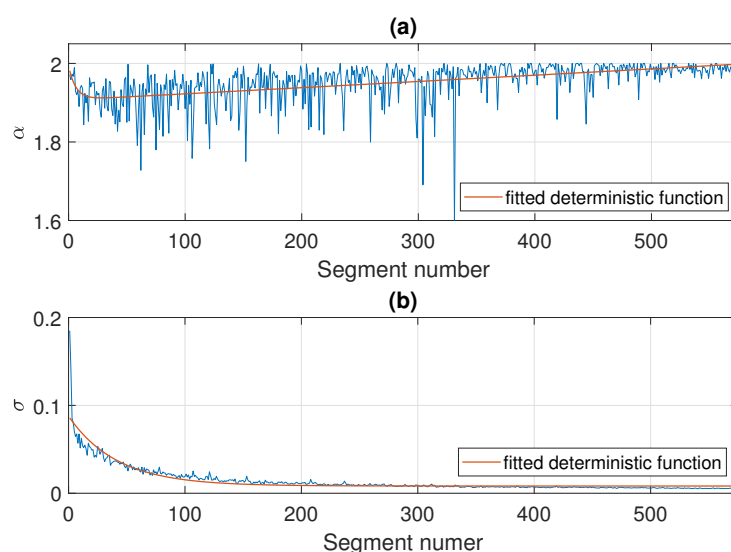 (a)
2
1.8
1.6
α
fitted deterministic function
0 100 200 300 400 500
Segment number
(b)
0.2
0.1
0
σ
fitted deterministic function
0 100 200 300 400 500
Segment numer